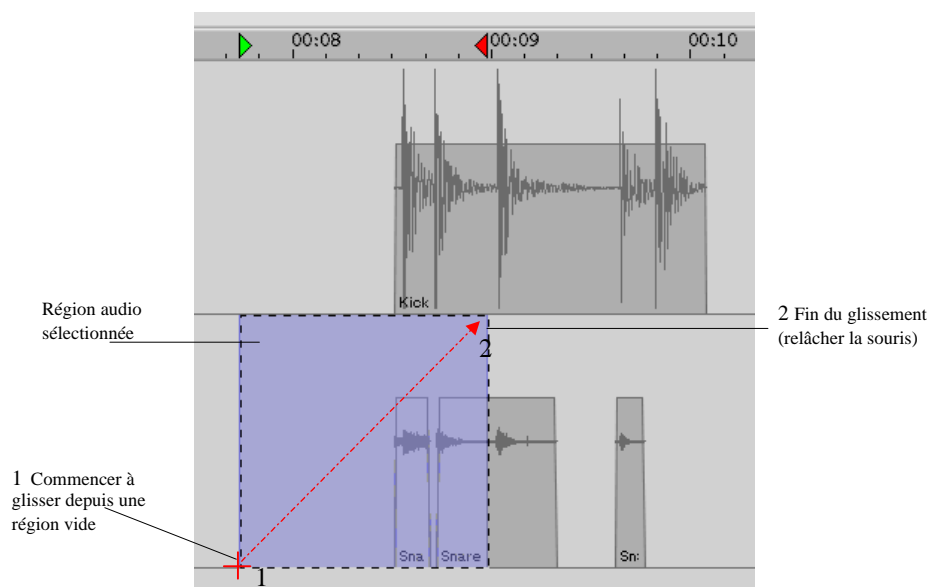 00:08 00:09 00:10
Kick
Région audio
sélectionnée
2 Fin du glissement
(relâcher la souris)
2
1 Commencer à
glisser depuis une
région vide
Sna Snare Sn:
1